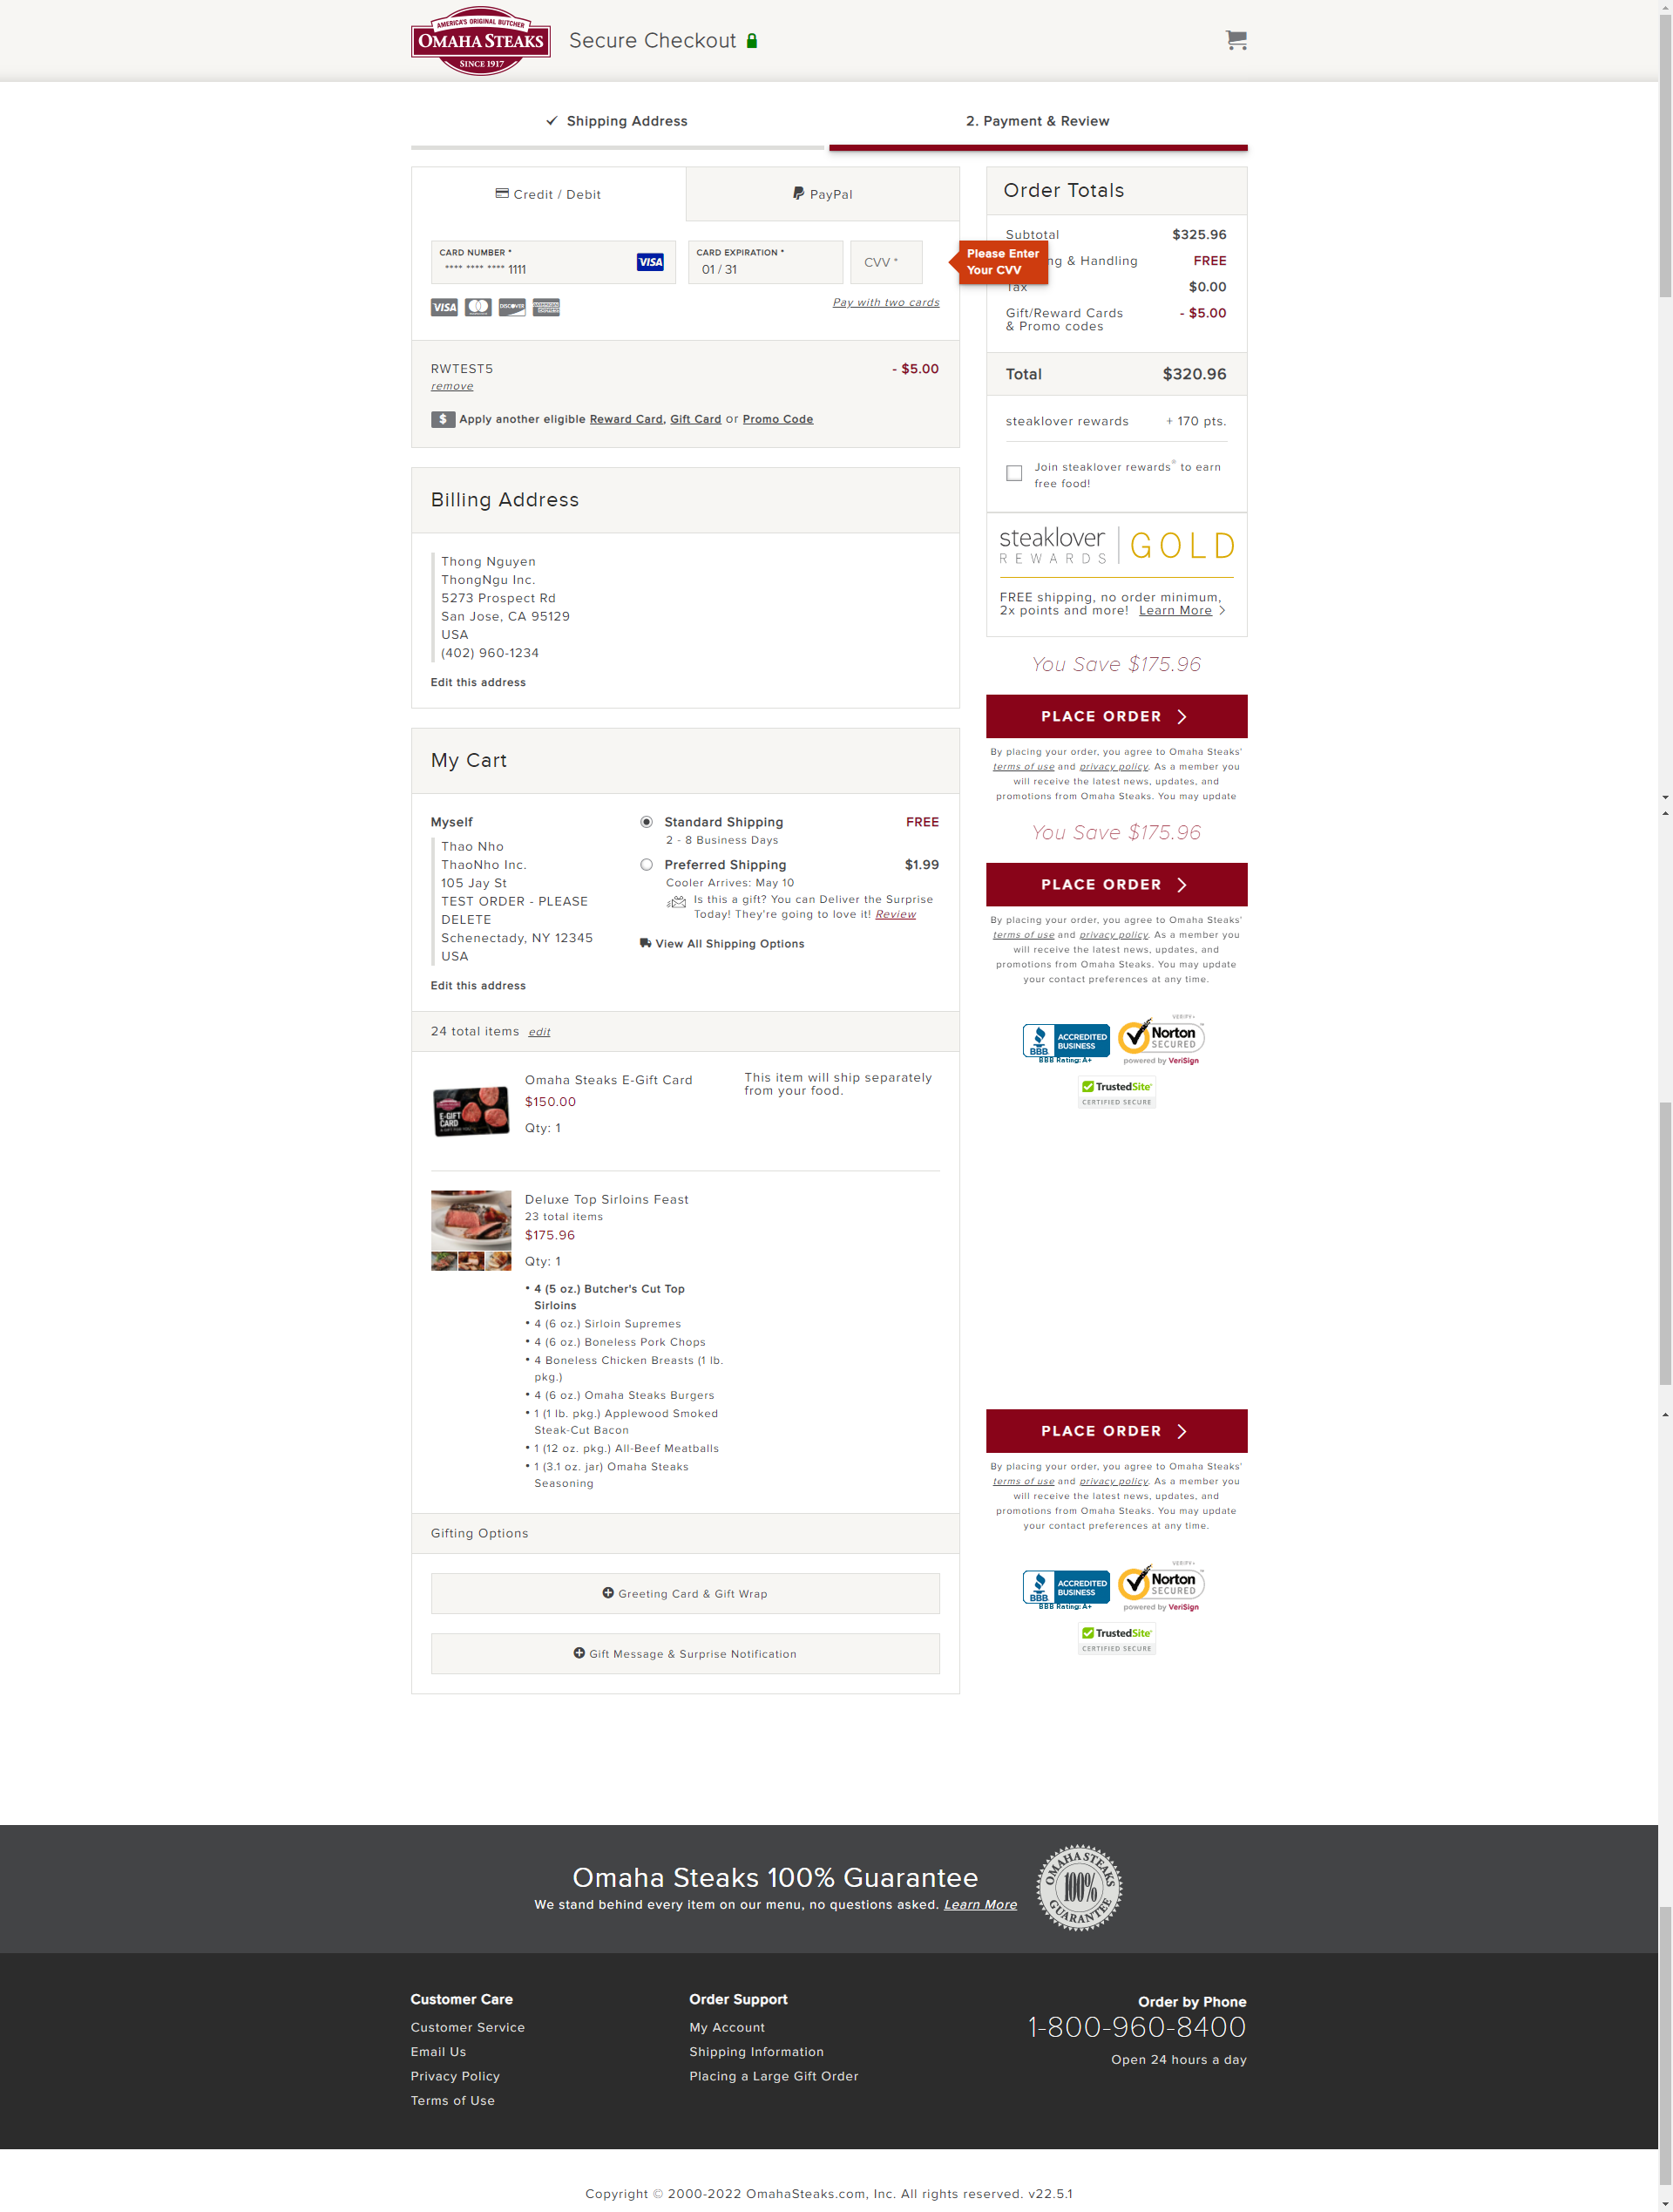 AMERICA'S ORIGINAL BUTCHER
OMAHA STEAKS
SINCE 1917
Secure Checkout
Shipping Address
2. Payment & Review
Credit / Debit
PayPal
CARD NUMBER *
**** **** **** 1111
VISA
CARD EXPIRATION *
01 / 31
CVV *
Please Enter
Your CVV
VISA
DISCOVER
Pay with two cards
RWTEST5
- $5.00
remove
$ Apply another eligible Reward Card, Gift Card or Promo Code
Billing Address
Thong Nguyen
ThongNgu Inc.
5273 Prospect Rd
San Jose, CA 95129
USA
(402) 960-1234
Edit this address
My Cart
Myself
Thao Nho
ThaoNho Inc.
105 Jay St
TEST ORDER - PLEASE
DELETE
Schenectady, NY 12345
USA
Edit this address
Standard Shipping FREE
2 - 8 Business Days
Preferred Shipping $1.99
Cooler Arrives: May 10
Is this a gift? You can Deliver the Surprise
Today! They're going to love it! Review
View All Shipping Options
24 total items edit
E-GIFT
CARD
Omaha Steaks E-Gift Card
$150.00
Qty: 1
This item will ship separately
from your food.
Deluxe Top Sirloins Feast
23 total items
$175.96
Qty: 1
• 4 (5 oz.) Butcher's Cut Top
Sirloins
• 4 (6 oz.) Sirloin Supremes
• 4 (6 oz.) Boneless Pork Chops
• 4 Boneless Chicken Breasts (1 lb.
pkg.)
• 4 (6 oz.) Omaha Steaks Burgers
• 1 (1 lb. pkg.) Applewood Smoked
Steak-Cut Bacon
• 1 (12 oz. pkg.) All-Beef Meatballs
• 1 (3.1 oz. jar) Omaha Steaks
Seasoning
Gifting Options
Greeting Card & Gift Wrap
Gift Message & Surprise Notification
Order Totals
Subtotal $325.96
ng & Handling FREE
Tax $0.00
Gift/Reward Cards - $5.00
& Promo codes
Total $320.96
steaklover rewards + 170 pts.
Join steaklover rewards® to earn
free food!
steaklover
REWARDS
GOLD
FREE shipping, no order minimum,
2x points and more! Learn More >
You Save $175.96
PLACE ORDER
By placing your order, you agree to Omaha Steaks'
terms of use and privacy policy. As a member you
will receive the latest news, updates, and
promotions from Omaha Steaks. You may update
You Save $175.96
PLACE ORDER
By placing your order, you agree to Omaha Steaks'
terms of use and privacy policy. As a member you
will receive the latest news, updates, and
promotions from Omaha Steaks. You may update
your contact preferences at any time.
BBB
ACCREDITED
BUSINESS
BBB Rating: A+
VERIFY
Norton
SECURED
powered by VeriSign
TrustedSite
CERTIFIED SECURE
PLACE ORDER
By placing your order, you agree to Omaha Steaks'
terms of use and privacy policy. As a member you
will receive the latest news, updates, and
promotions from Omaha Steaks. You may update
your contact preferences at any time.
BBB
ACCREDITED
BUSINESS
BBB Rating: A+
VERIFY
Norton
SECURED
powered by VeriSign
TrustedSite
CERTIFIED SECURE
Omaha Steaks 100% Guarantee
We stand behind every item on our menu, no questions asked. Learn More
OMAHA STEAKS
100%
GUARANTEE
Customer Care
Customer Service
Email Us
Privacy Policy
Terms of Use
Order Support
My Account
Shipping Information
Placing a Large Gift Order
Order by Phone
1-800-960-8400
Open 24 hours a day
Copyright © 2000-2022 OmahaSteaks.com, Inc. All rights reserved. v22.5.1